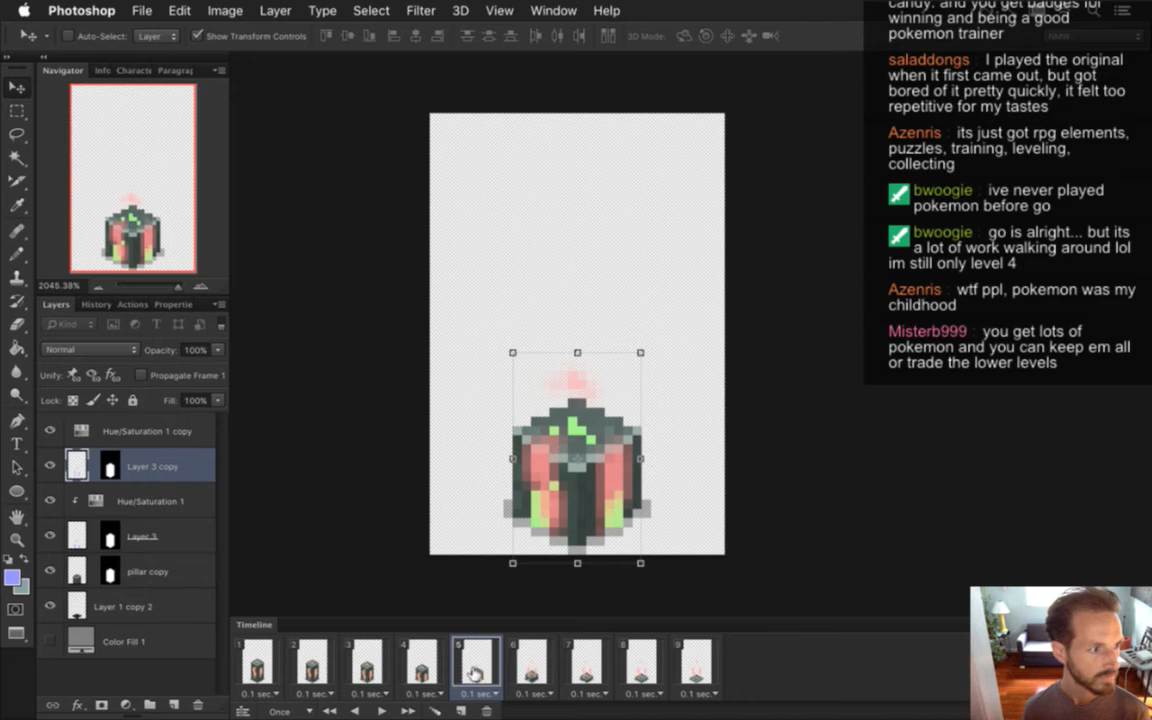 Photoshop File Edit Image Layer Type Select Filter 3D View Window Help
Auto-Select: Layer Show Transform Controls 3D Mode:
Navigator Info Characte Paragraj
2045.38%
Layers History Actions Propertie
Kind
Normal Opacity: 100%
Unify: Propagate Frame 1
Lock: Fill: 100%
Hue/Saturation 1 copy
Layer 3 copy
Hue/Saturation 1
Layer 3
pillar copy
Layer 1 copy 2
Color Fill 1
Timeline
1 2 3 4 5 6 7 8 9
0.1 sec. 0.1 sec. 0.1 sec. 0.1 sec. 0.1 sec. 0.1 sec. 0.1 sec. 0.1 sec. 0.1 sec.
Once
candy. and you get badges for
winning and being a good
pokemon trainer
saladdongs : I played the original
when it first came out, but got
bored of it pretty quickly, it felt too
repetitive for my tastes
Azenris : its just got rpg elements,
puzzles, training, leveling,
collecting
bwoogie : ive never played
pokemon before go
bwoogie : go is alright... but its
a lot of work walking around lol
im still only level 4
Azenris : wtf ppl, pokemon was my
childhood
Misterb999 : you get lots of
pokemon and you can keep em all
or trade the lower levels